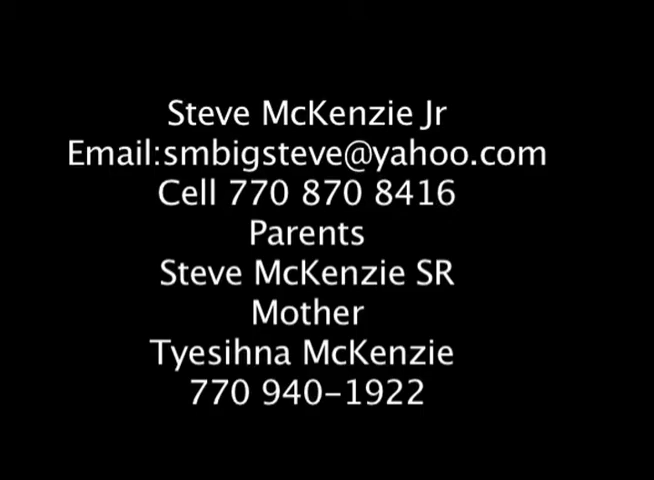 Steve McKenzie Jr
Email:smbigsteve@yahoo.com
Cell 770 870 8416
Parents
Steve McKenzie SR
Mother
Tyesihna McKenzie
770 940-1922